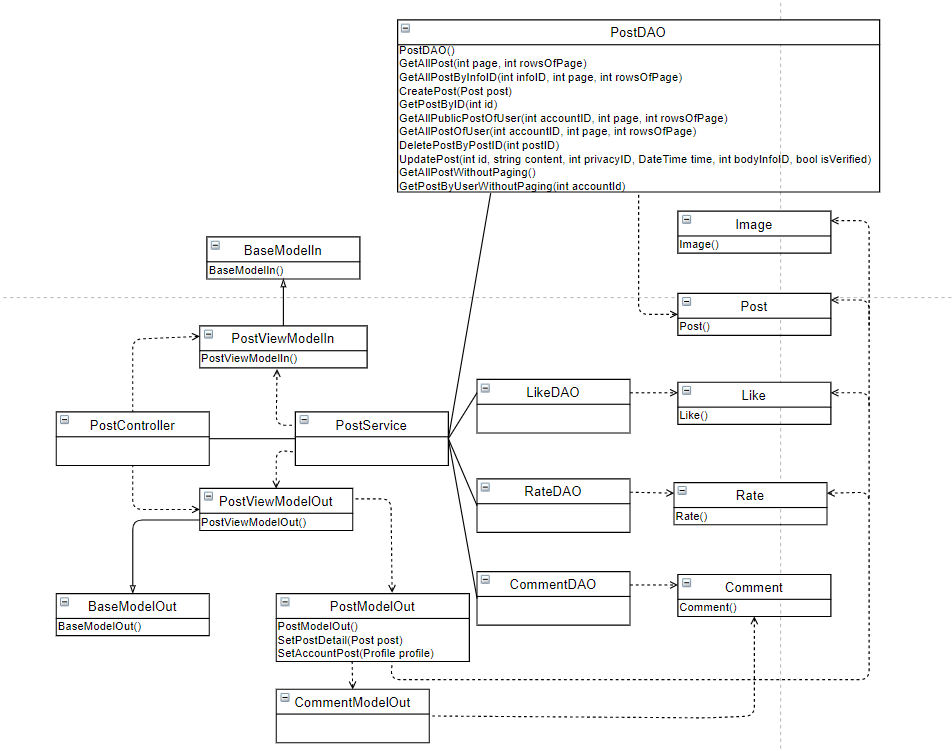 PostDAO
PostDAO()
GetAllPost(int page, int rowsOfPage)
GetAllPostByInfoID(int infoID, int page, int rowsOfPage)
CreatePost(Post post)
GetPostByID(int id)
GetAllPublicPostOfUser(int accountID, int page, int rowsOfPage)
GetAllPostOfUser(int accountID, int page, int rowsOfPage)
DeletePostByPostID(int postID)
UpdatePost(int id, string content, int privacyID, DateTime time, int bodyInfoID, bool isVerified)
GetAllPostWithoutPaging()
GetPostByUserWithoutPaging(int accountId)
Image
Image()
BaseModelIn
BaseModelIn()
Post
Post()
PostViewModelIn
PostViewModelIn()
LikeDAO
Like
Like()
PostController
PostService
RateDAO
Rate
Rate()
PostViewModelOut
PostViewModelOut()
CommentDAO
Comment
Comment()
BaseModelOut
BaseModelOut()
PostModelOut
PostModelOut()
SetPostDetail(Post post)
SetAccountPost(Profile profile)
CommentModelOut